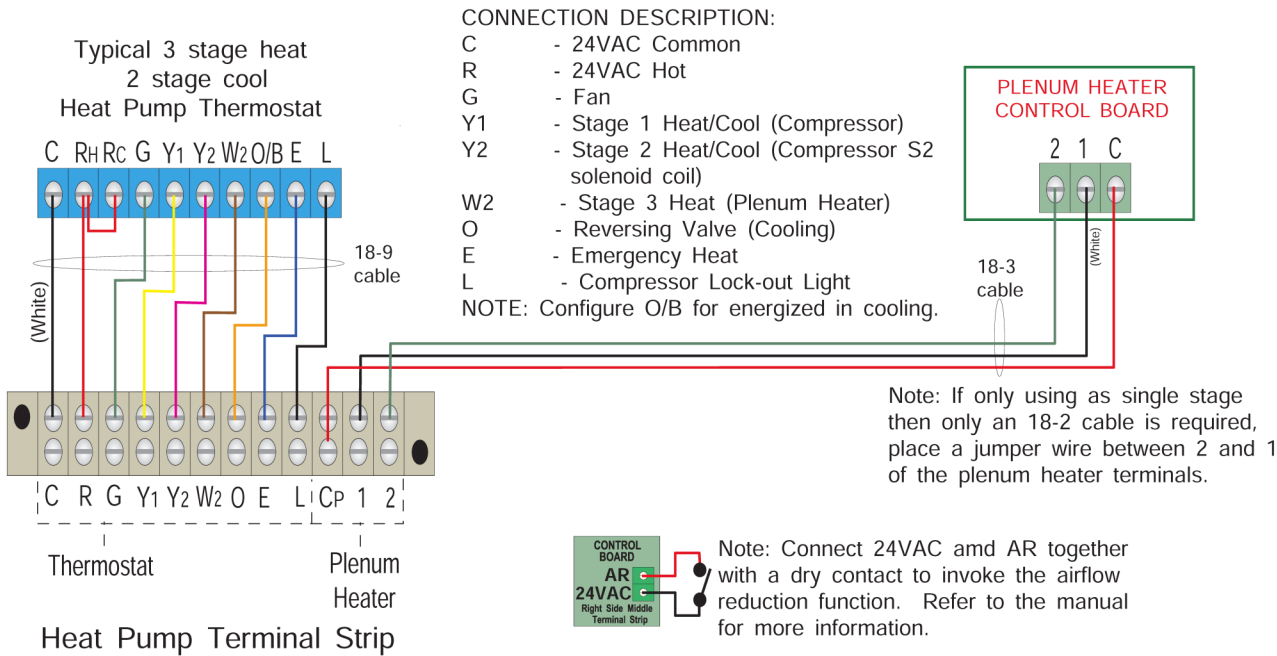 Typical 3 stage heat
2 stage cool
Heat Pump Thermostat
C RH RC G Y1 Y2 W2 O/B E L
18-9
cable
(White)
CONNECTION DESCRIPTION:
C - 24VAC Common
R - 24VAC Hot
G - Fan
Y1 - Stage 1 Heat/Cool (Compressor)
Y2 - Stage 2 Heat/Cool (Compressor S2
solenoid coil)
W2 - Stage 3 Heat (Plenum Heater)
O - Reversing Valve (Cooling)
E - Emergency Heat
L - Compressor Lock-out Light
NOTE: Configure O/B for energized in cooling.
PLENUM HEATER
CONTROL BOARD
2 1 C
(White)
18-3
cable
Note: If only using as single stage
then only an 18-2 cable is required,
place a jumper wire between 2 and 1
of the plenum heater terminals.
C R G Y1 Y2 W2 O E L CP 1 2
Thermostat
Plenum
Heater
Heat Pump Terminal Strip
CONTROL
BOARD
AR
24VAC
Right Side Middle
Terminal Strip
Note: Connect 24VAC amd AR together
with a dry contact to invoke the airflow
reduction function. Refer to the manual
for more information.